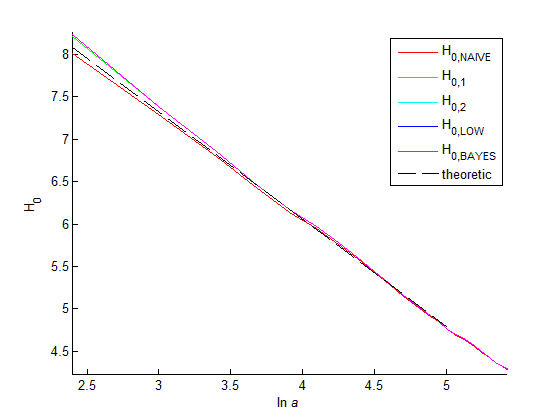 8
7.5
7
6.5
6
5.5
5
4.5
H0
2.5 3 3.5 4 4.5 5
ln a
H0,NAIVE
H0,1
H0,2
H0,LOW
H0,BAYES
theoretic